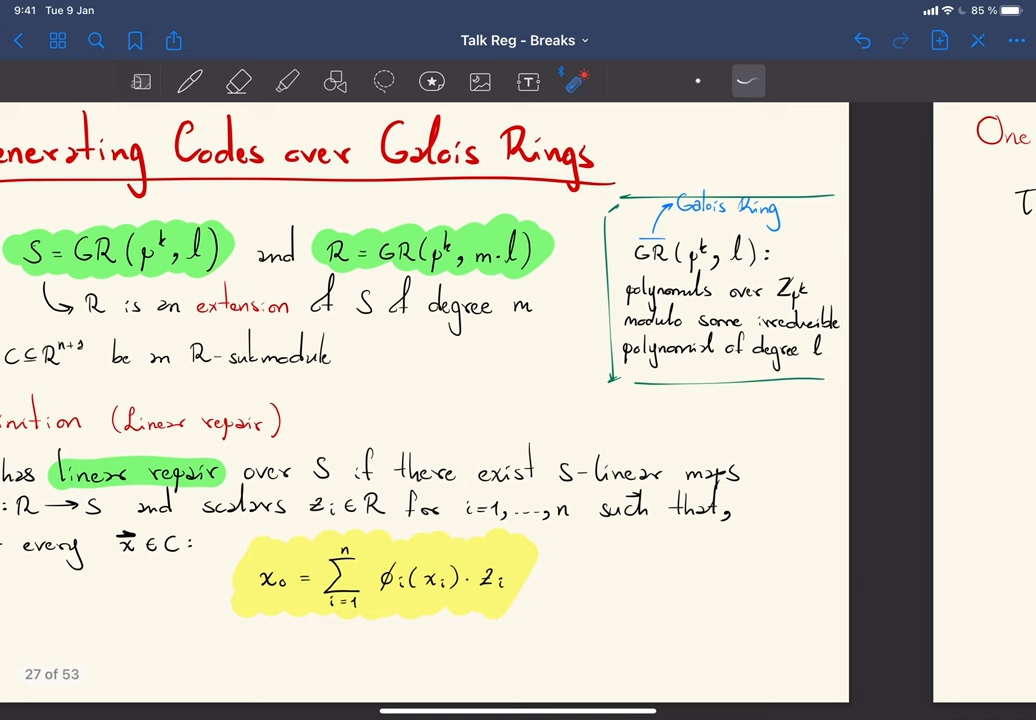 9:41 Tue 9 Jan
85 %
Talk Reg - Breaks
T
enerating Codes over Galois Rings
One
T
Galois Ring
S = GR(p^k, l) and R = GR(p^k, m·l)
GR(p^k, l):
polynomials over Z_p^k
modulo some irreducible
polynomial of degree l
↳ R is an extension of S of degree m
C ⊆ R^n+1 be an R-submodule
inition (Linear repair)
has linear repair over S if there exist S-linear maps
: R → S and scalars z_i ∈ R for i=1, ..., n such that,
every x⃗ ∈ C:
x_0 = Σ_{i=1}^{n} ϕ_i(x_i) · z_i
27 of 53